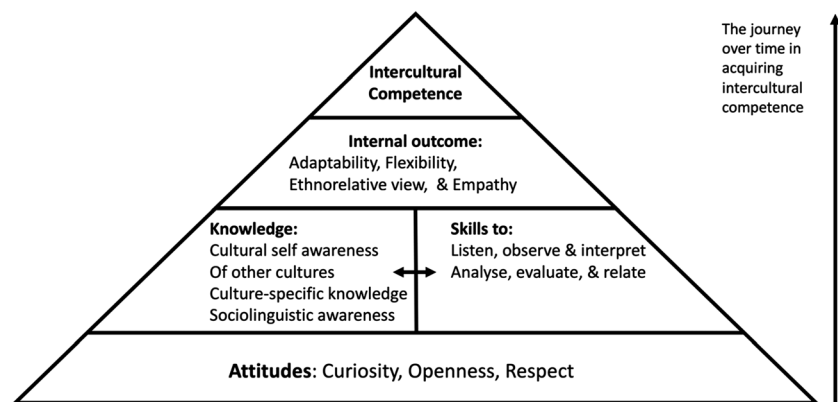 Intercultural
Competence
Internal outcome:
Adaptability, Flexibility,
Ethnorelative view, & Empathy
Knowledge:
Cultural self awareness
Of other cultures
Culture-specific knowledge
Sociolinguistic awareness
Skills to:
Listen, observe & interpret
Analyse, evaluate, & relate
Attitudes: Curiosity, Openness, Respect
The journey
over time in
acquiring
intercultural
competence